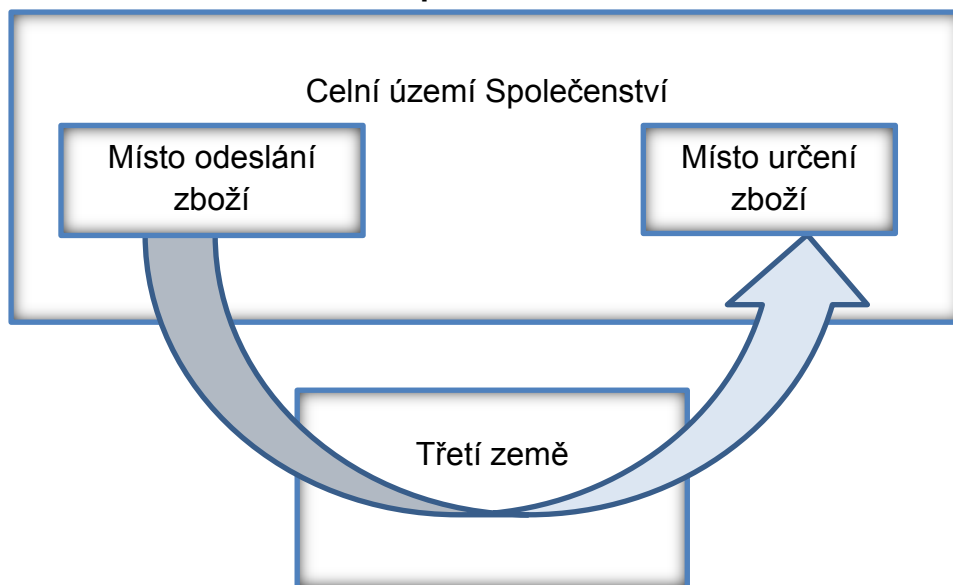 Celní území Společenství
Místo odeslání
zboží
Místo určení
zboží
Třetí země